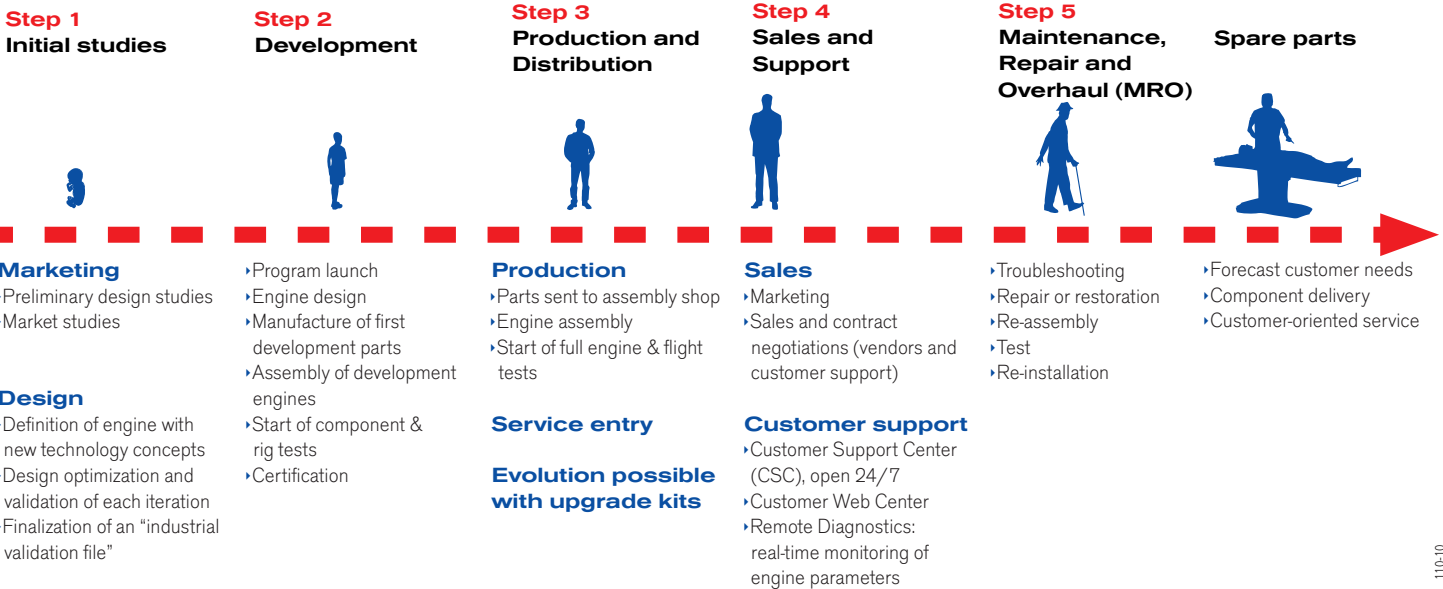 Step 1
Initial studies
Step 2
Development
Step 3
Production and
Distribution
Step 4
Sales and
Support
Step 5
Maintenance,
Repair and
Overhaul (MRO)
Spare parts
Marketing
Preliminary design studies
Market studies
Design
Definition of engine with
new technology concepts
Design optimization and
validation of each iteration
Finalization of an “industrial
validation file”
Program launch
Engine design
Manufacture of first
development parts
Assembly of development
engines
Start of component &
rig tests
Certification
Production
Parts sent to assembly shop
Engine assembly
Start of full engine & flight
tests
Service entry
Evolution possible
with upgrade kits
Sales
Marketing
Sales and contract
negotiations (vendors and
customer support)
Customer support
Customer Support Center
(CSC), open 24/7
Customer Web Center
Remote Diagnostics:
real-time monitoring of
engine parameters
Troubleshooting
Repair or restoration
Re-assembly
Test
Re-installation
Forecast customer needs
Component delivery
Customer-oriented service
110-10